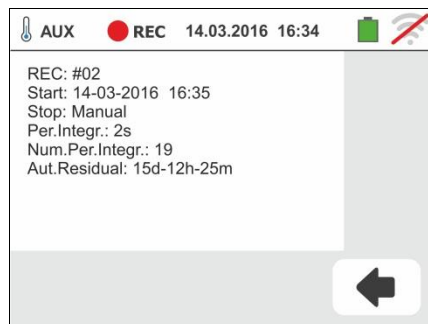 AUX REC 14.03.2016 16:34
REC: #02
Start: 14-03-2016 16:35
Stop: Manual
Per.Integr.: 2s
Num.Per.Integr.: 19
Aut.Residual: 15d-12h-25m